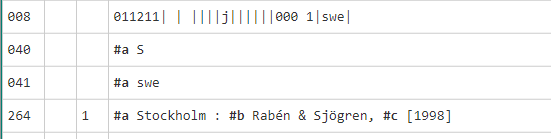 008 011211| | ||||j||||||000 1|swe|
040 #a S
041 #a swe
264 1 #a Stockholm : #b Rabén & Sjögren, #c [1998]